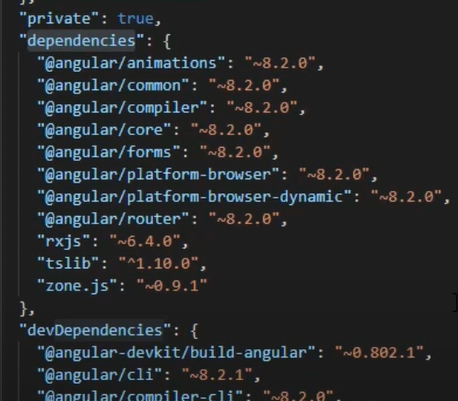 },
"private": true,
"dependencies": {
"@angular/animations": "~8.2.0",
"@angular/common": "~8.2.0",
"@angular/compiler": "~8.2.0",
"@angular/core": "~8.2.0",
"@angular/forms": "~8.2.0",
"@angular/platform-browser": "~8.2.0",
"@angular/platform-browser-dynamic": "~8.2.0",
"@angular/router": "~8.2.0",
"rxjs": "~6.4.0",
"tslib": "^1.10.0",
"zone.js": "~0.9.1"
},
"devDependencies": {
"@angular-devkit/build-angular": "~0.802.1",
"@angular/cli": "~8.2.1",
"@angular/compiler-cli": "~8.2.0",